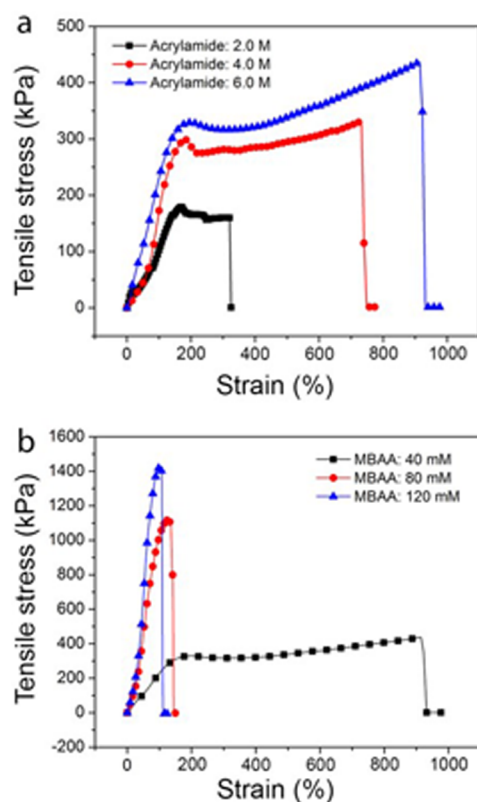 a
Acrylamide: 2.0 M
Acrylamide: 4.0 M
Acrylamide: 6.0 M
Tensile stress (kPa)
500
400
300
200
100
0
0 200 400 600 800 1000
Strain (%)
b
MBAA: 40 mM
MBAA: 80 mM
MBAA: 120 mM
Tensile stress (kPa)
1600
1400
1200
1000
800
600
400
200
0
-200
0 200 400 600 800 1000
Strain (%)